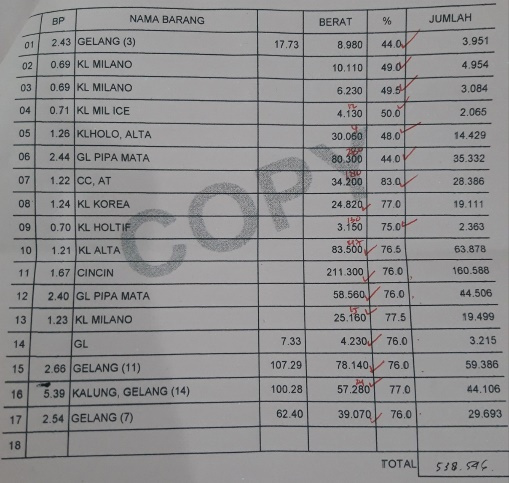 BP NAMA BARANG BERAT % JUMLAH
01 2.43 GELANG (3) 17.73 8.980 44.0 3.951
02 0.69 KL MILANO 10.110 49.0 4.954
03 0.69 KL MILANO 6.230 49.5 3.084
04 0.71 KL MIL ICE 4.130 50.0 2.065
05 1.26 KLHOLO, ALTA 30.060 48.0 14.429
06 2.44 GL PIPA MATA 80.300 44.0 35.332
07 1.22 CC, AT 34.200 83.0 28.386
08 1.24 KL KOREA 24.820 77.0 19.111
09 0.70 KL HOLTIF 3.150 75.0 2.363
10 1.21 KL ALTA 83.500 76.5 63.878
11 1.67 CINCIN 211.300 76.0 160.588
12 2.40 GL PIPA MATA 58.560 76.0 44.506
13 1.23 KL MILANO 25.160 77.5 19.499
14 GL 7.33 4.230 76.0 3.215
15 2.66 GELANG (11) 107.29 78.140 76.0 59.386
16 5.39 KALUNG, GELANG (14) 100.28 57.280 77.0 44.106
17 2.54 GELANG (7) 62.40 39.070 76.0 29.693
18
TOTAL 538.546
COPY